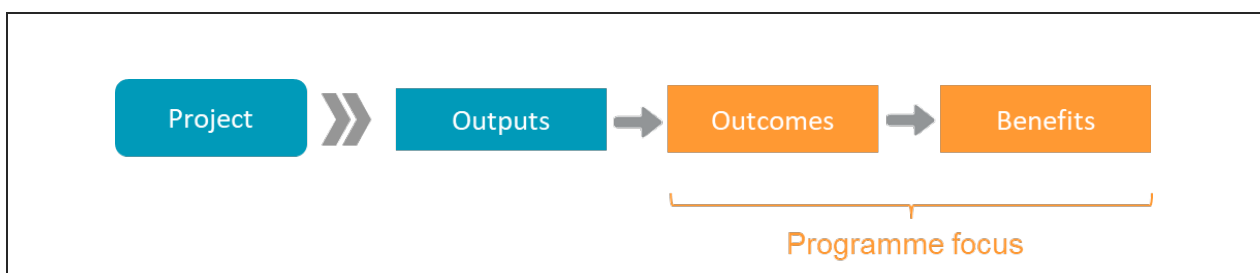 Project
Outputs
Outcomes
Benefits
Programme focus